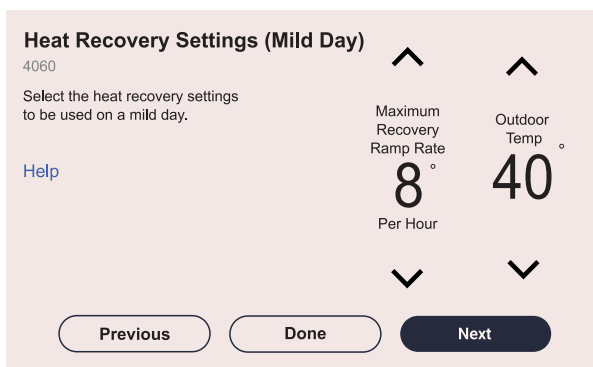 Heat Recovery Settings (Mild Day)
4060
Select the heat recovery settings
to be used on a mild day.
Help
Maximum
Recovery
Ramp Rate
8°
Per Hour
Outdoor
Temp
40°
Previous
Done
Next